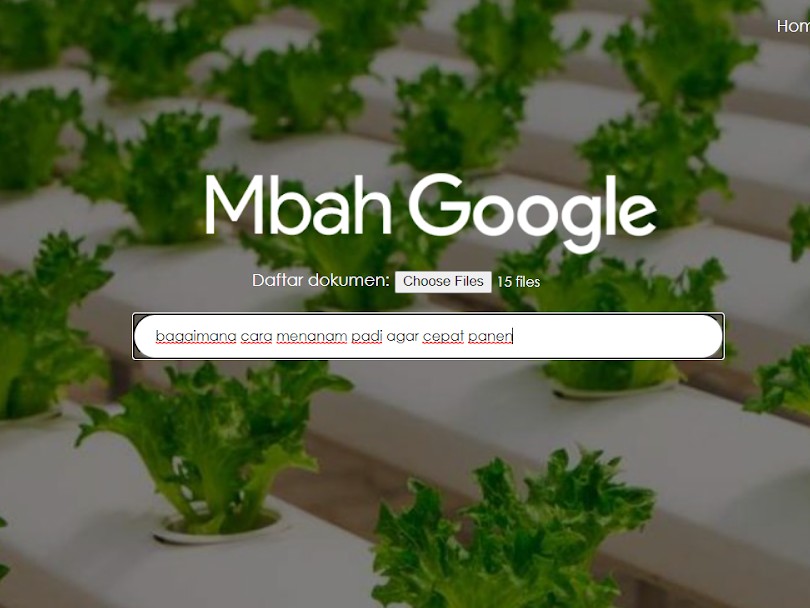 Hom
Mbah Google
Daftar dokumen: Choose Files 15 files
bagaimana cara menanam padi agar cepat panen